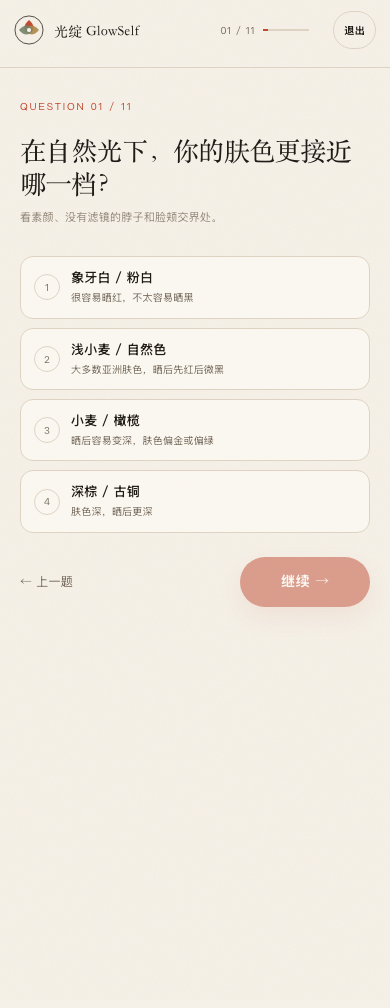 光绽 GlowSelf
01 / 11
退出
QUESTION 01 / 11
在自然光下，你的肤色更接近
哪一档？
看素颜、没有滤镜的脖子和脸颊交界处。
1
象牙白 / 粉白
很容易晒红，不太容易晒黑
2
浅小麦 / 自然色
大多数亚洲肤色，晒后先红后微黑
3
小麦 / 橄榄
晒后容易变深，肤色偏金或偏绿
4
深棕 / 古铜
肤色深，晒后更深
← 上一题
继续 →